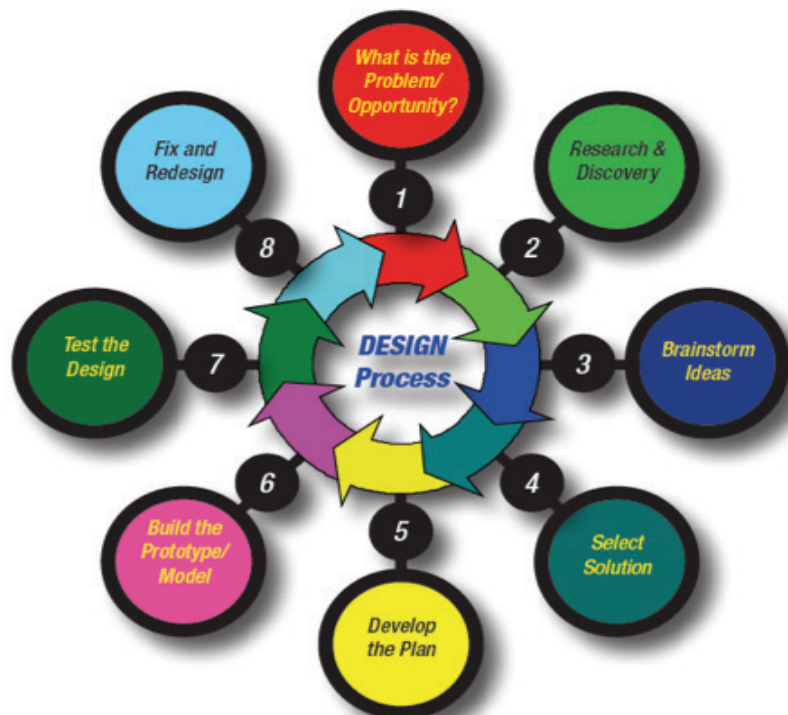 What is the
Problem/
Opportunity?
1
Research &
Discovery
2
Brainstorm
Ideas
3
Select
Solution
4
Develop
the Plan
5
Build the
Prototype/
Model
6
Test the
Design
7
Fix and
Redesign
8
DESIGN
Process